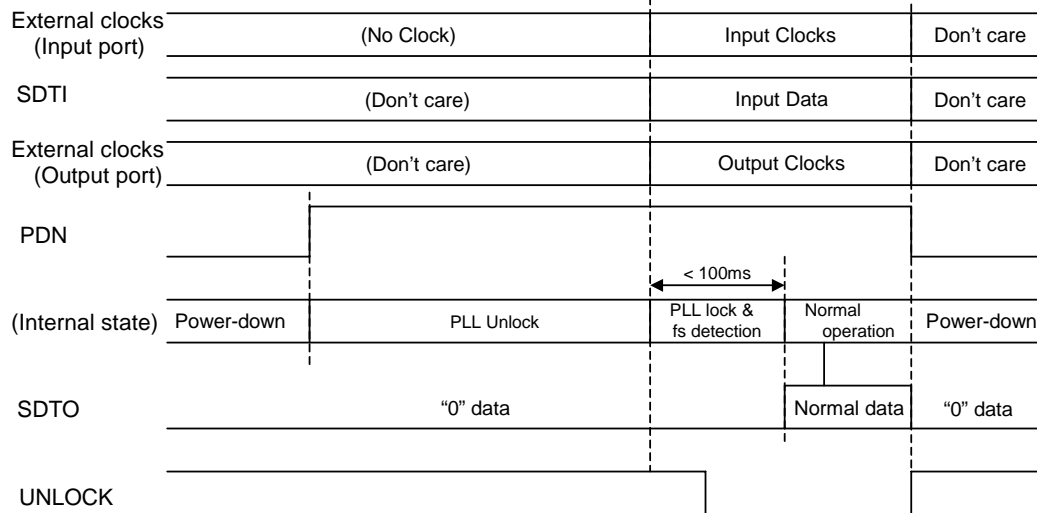 External clocks
(Input port)
(No Clock)
Input Clocks
Don't care
SDTI
(Don't care)
Input Data
Don't care
External clocks
(Output port)
(Don't care)
Output Clocks
Don't care
PDN
< 100ms
(Internal state)
Power-down
PLL Unlock
PLL lock &
fs detection
Normal
operation
Power-down
SDTO
“0” data
Normal data
“0” data
UNLOCK